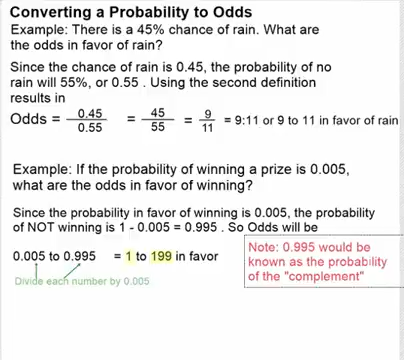 Converting a Probability to Odds
Example: There is a 45% chance of rain. What are
the odds in favor of rain?
Since the chance of rain is 0.45, the probability of no
rain will 55%, or 0.55 . Using the second definition
results in
Odds = 0.45/0.55 = 45/55 = 9/11 = 9:11 or 9 to 11 in favor of rain
Example: If the probability of winning a prize is 0.005,
what are the odds in favor of winning?
Since the probability in favor of winning is 0.005, the probability
of NOT winning is 1 - 0.005 = 0.995 . So Odds will be
0.005 to 0.995 = 1 to 199 in favor
Divide each number by 0.005
Note: 0.995 would be
known as the probability
of the "complement"